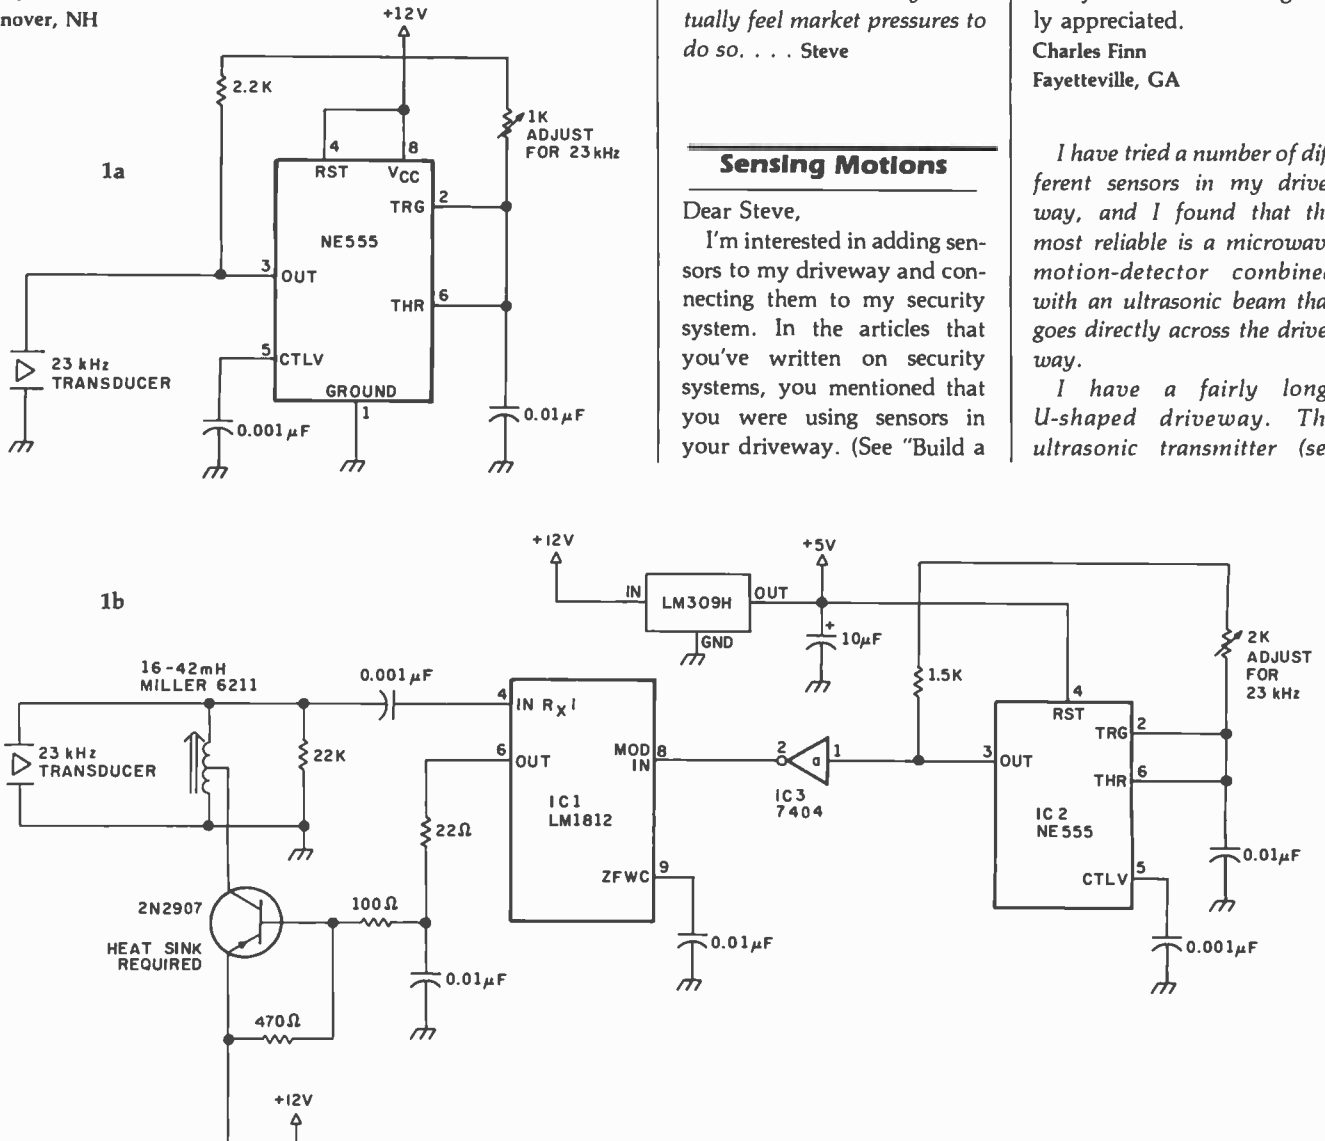 nover, NH
+12V
2.2K
1K
ADJUST
FOR 23kHz
1a
4
8
RST
VCC
TRG
2
NE555
3
OUT
THR
6
5
CTLV
23 kHz
TRANSDUCER
GROUND
1
0.001µF
0.01µF
tually feel market pressures to
do so. . . . Steve
Sensing Motions
Dear Steve,
I'm interested in adding sen-
sors to my driveway and con-
necting them to my security
system. In the articles that
you've written on security
systems, you mentioned that
you were using sensors in
your driveway. (See "Build a
ly appreciated.
Charles Finn
Fayetteville, GA
I have tried a number of dif
ferent sensors in my drive
way, and I found that th
most reliable is a microwav
motion-detector combine
with an ultrasonic beam tha
goes directly across the drive
way.
I have a fairly long
U-shaped driveway. Th
ultrasonic transmitter (se
1b
+12V
+5V
IN
LM309H
OUT
GND
+
10µF
16-42mH
MILLER 6211
0.001µF
4
IN RX1
6
OUT
MOD
IN
8
IC1
LM1812
ZFWC
9
0.01µF
23 kHz
TRANSDUCER
22K
22Ω
100Ω
2N2907
HEAT SINK
REQUIRED
0.01µF
470Ω
+12V
2
a
1
IC3
7404
1.5K
2K
ADJUST
FOR
23 kHz
4
RST
TRG
2
3
OUT
THR
6
IC2
NE555
CTLV
5
0.01µF
0.001µF